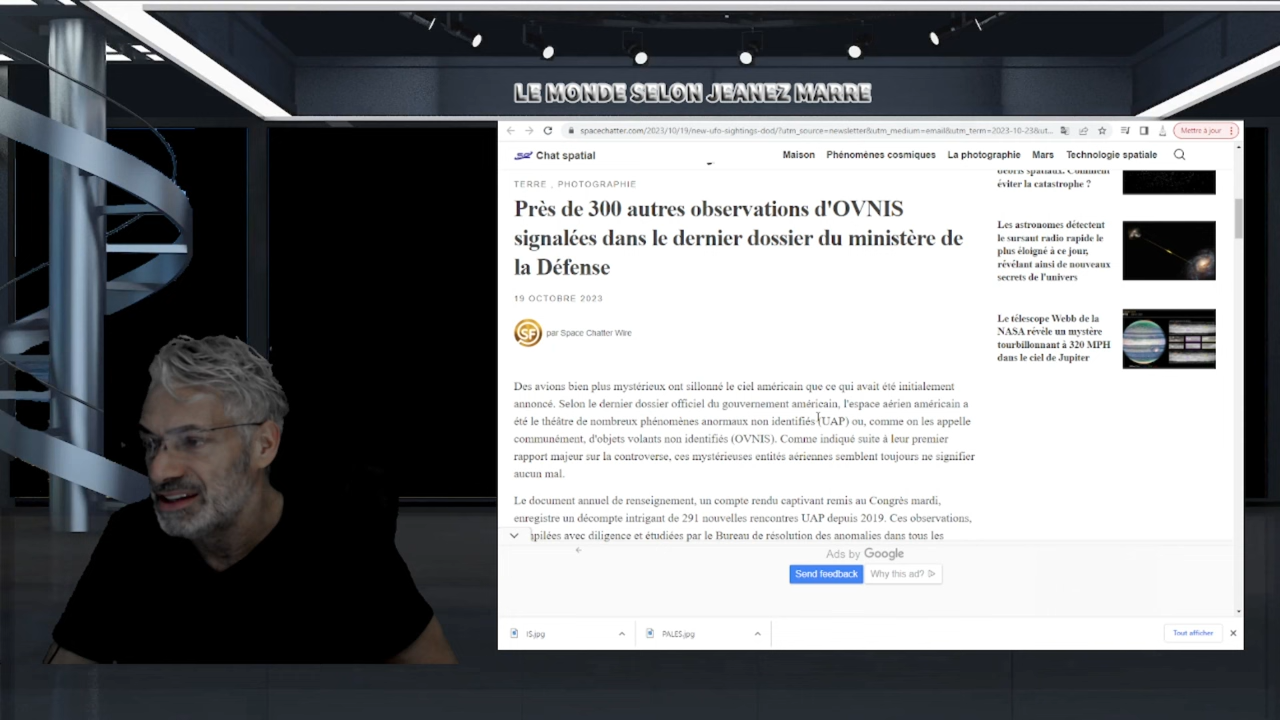 LE MONDE SELON JEANEZ MARRE
spacechatter.com/2023/10/19/new-ufo-sightings-dod/?utm_source=newsletter&utm_medium=email&utm_term=2023-10-23&ut...
Mettre à jour
Chat spatial
Maison Phénomènes cosmiques La photographie Mars Technologie spatiale
TERRE , PHOTOGRAPHIE
Près de 300 autres observations d'OVNIS
signalées dans le dernier dossier du ministère de
la Défense
19 OCTOBRE 2023
SF
par Space Chatter Wire
Des avions bien plus mystérieux ont sillonné le ciel américain que ce qui avait été initialement
annoncé. Selon le dernier dossier officiel du gouvernement américain, l'espace aérien américain a
été le théâtre de nombreux phénomènes anormaux non identifiés (UAP) ou, comme on les appelle
communément, d'objets volants non identifiés (OVNIS). Comme indiqué suite à leur premier
rapport majeur sur la controverse, ces mystérieuses entités aériennes semblent toujours ne signifier
aucun mal.
Le document annuel de renseignement, un compte rendu captivant remis au Congrès mardi,
enregistre un décompte intrigant de 291 nouvelles rencontres UAP depuis 2019. Ces observations,
avec diligence et étudiées par le Bureau de résolution des anomalies dans tous les
débris spatiaux. Comment
éviter la catastrophe ?
Les astronomes détectent
le sursaut radio rapide le
plus éloigné à ce jour,
révélant ainsi de nouveaux
secrets de l'univers
Le télescope Webb de la
NASA révèle un mystère
tourbillonnant à 320 MPH
dans le ciel de Jupiter
Ads by Google
Send feedback Why this ad?
IS.jpg PALES.jpg Tout afficher